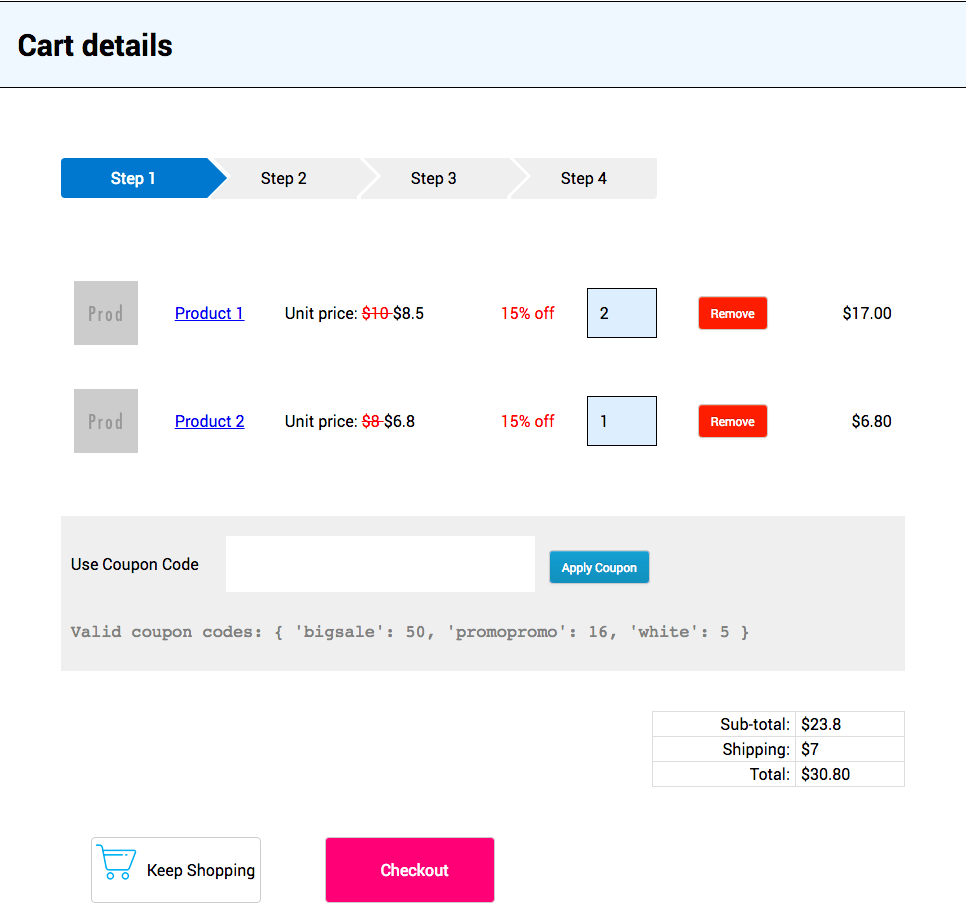 Cart details
Step 1 Step 2 Step 3 Step 4
Prod Product 1 Unit price: $10 $8.5 15% off 2 Remove $17.00
Prod Product 2 Unit price: $8 $6.8 15% off 1 Remove $6.80
Use Coupon Code Apply Coupon
Valid coupon codes: { 'bigsale': 50, 'promopromo': 16, 'white': 5 }
Sub-total: $23.8
Shipping: $7
Total: $30.80
Keep Shopping Checkout